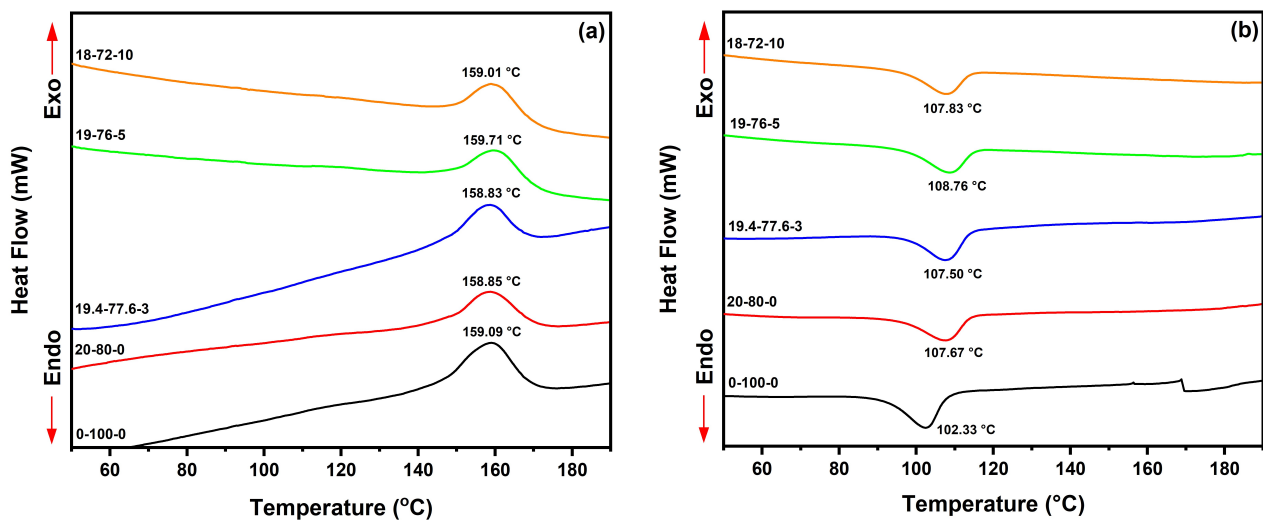 (a)
Exo
Heat Flow (mW)
Endo
18-72-10
159.01 °C
19-76-5
159.71 °C
158.83 °C
19.4-77.6-3
158.85 °C
20-80-0
159.09 °C
0-100-0
60 80 100 120 140 160 180
Temperature (°C)
(b)
Exo
Heat Flow (mW)
Endo
18-72-10
107.83 °C
19-76-5
108.76 °C
19.4-77.6-3
107.50 °C
20-80-0
107.67 °C
0-100-0
102.33 °C
60 80 100 120 140 160 180
Temperature (°C)